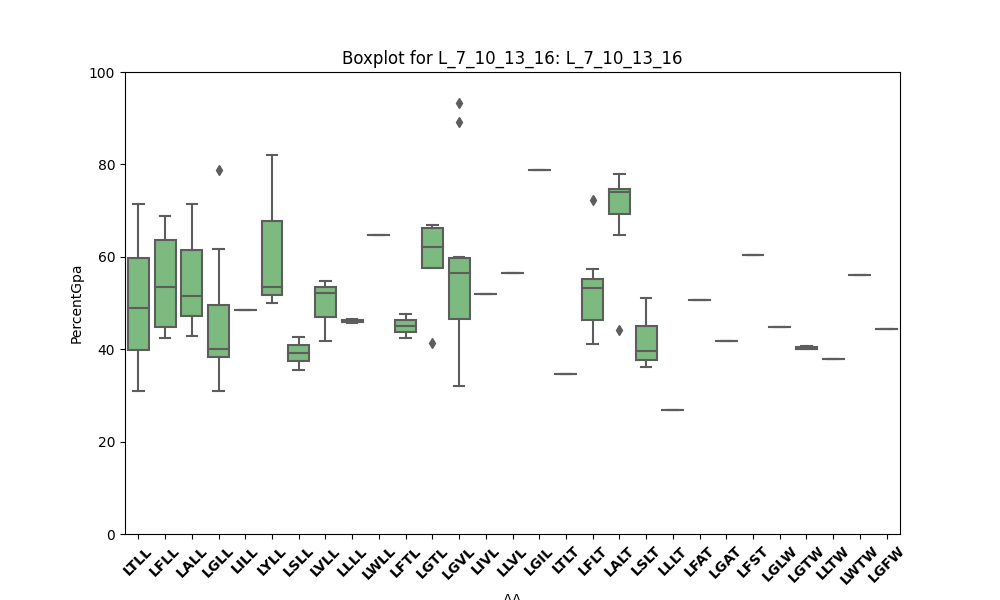 Boxplot for L_7_10_13_16: L_7_10_13_16
PercentGpa
100
80
60
40
20
0
LTLL LFLL LALL LGLL LILL LYLL LSLL LVLL LLLL LWLL LFTL LGTL LGVL LIVL LLVL LGIL LTLT LFLT LALT LSLT LLLT LFAT LGAT LFST LGLW LGTW LLTW LWTW LGFW
AA